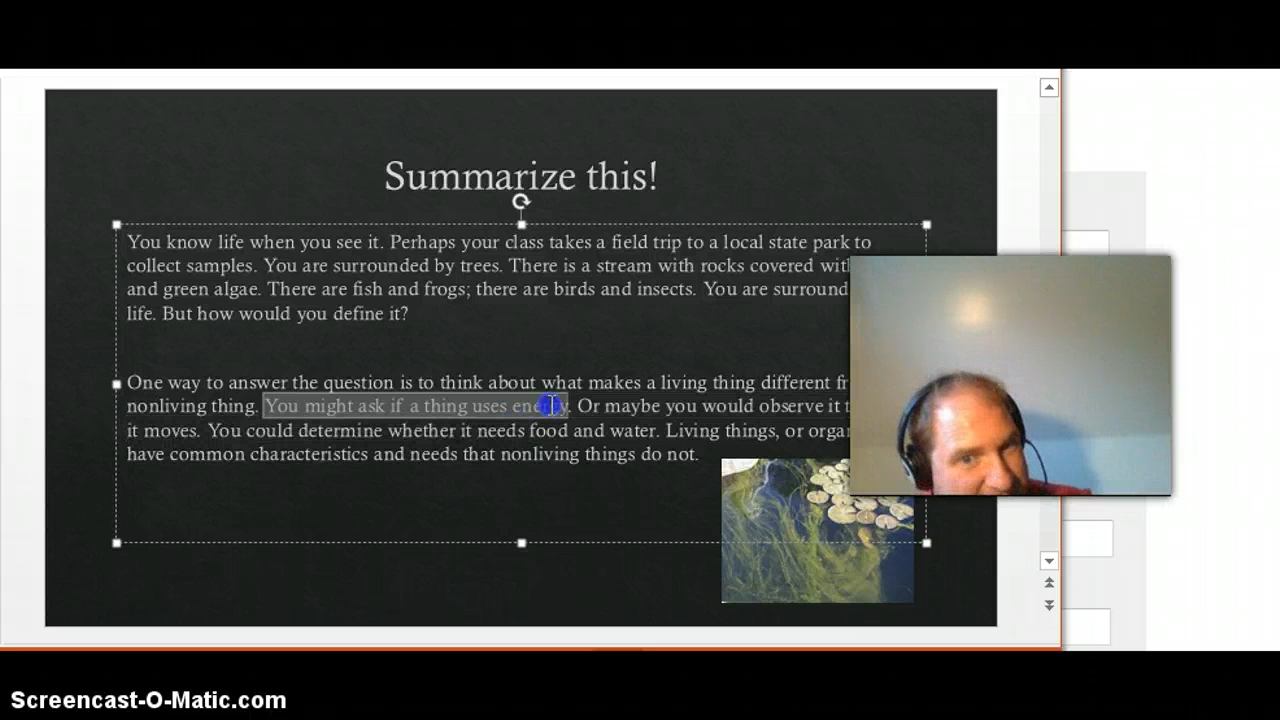 Summarize this!
You know life when you see it. Perhaps your class takes a field trip to a local state park to
collect samples. You are surrounded by trees. There is a stream with rocks covered
and green algae. There are fish and frogs; there are birds and insects. You are
life. But how would you define it?
One way to answer the question is to think about what makes a living thing different
nonliving thing. You might ask if a thing uses energy. Or maybe you would observe it
it moves. You could determine whether it needs food and water. Living things, or
have common characteristics and needs that nonliving things do not.
Screencast-O-Matic.com